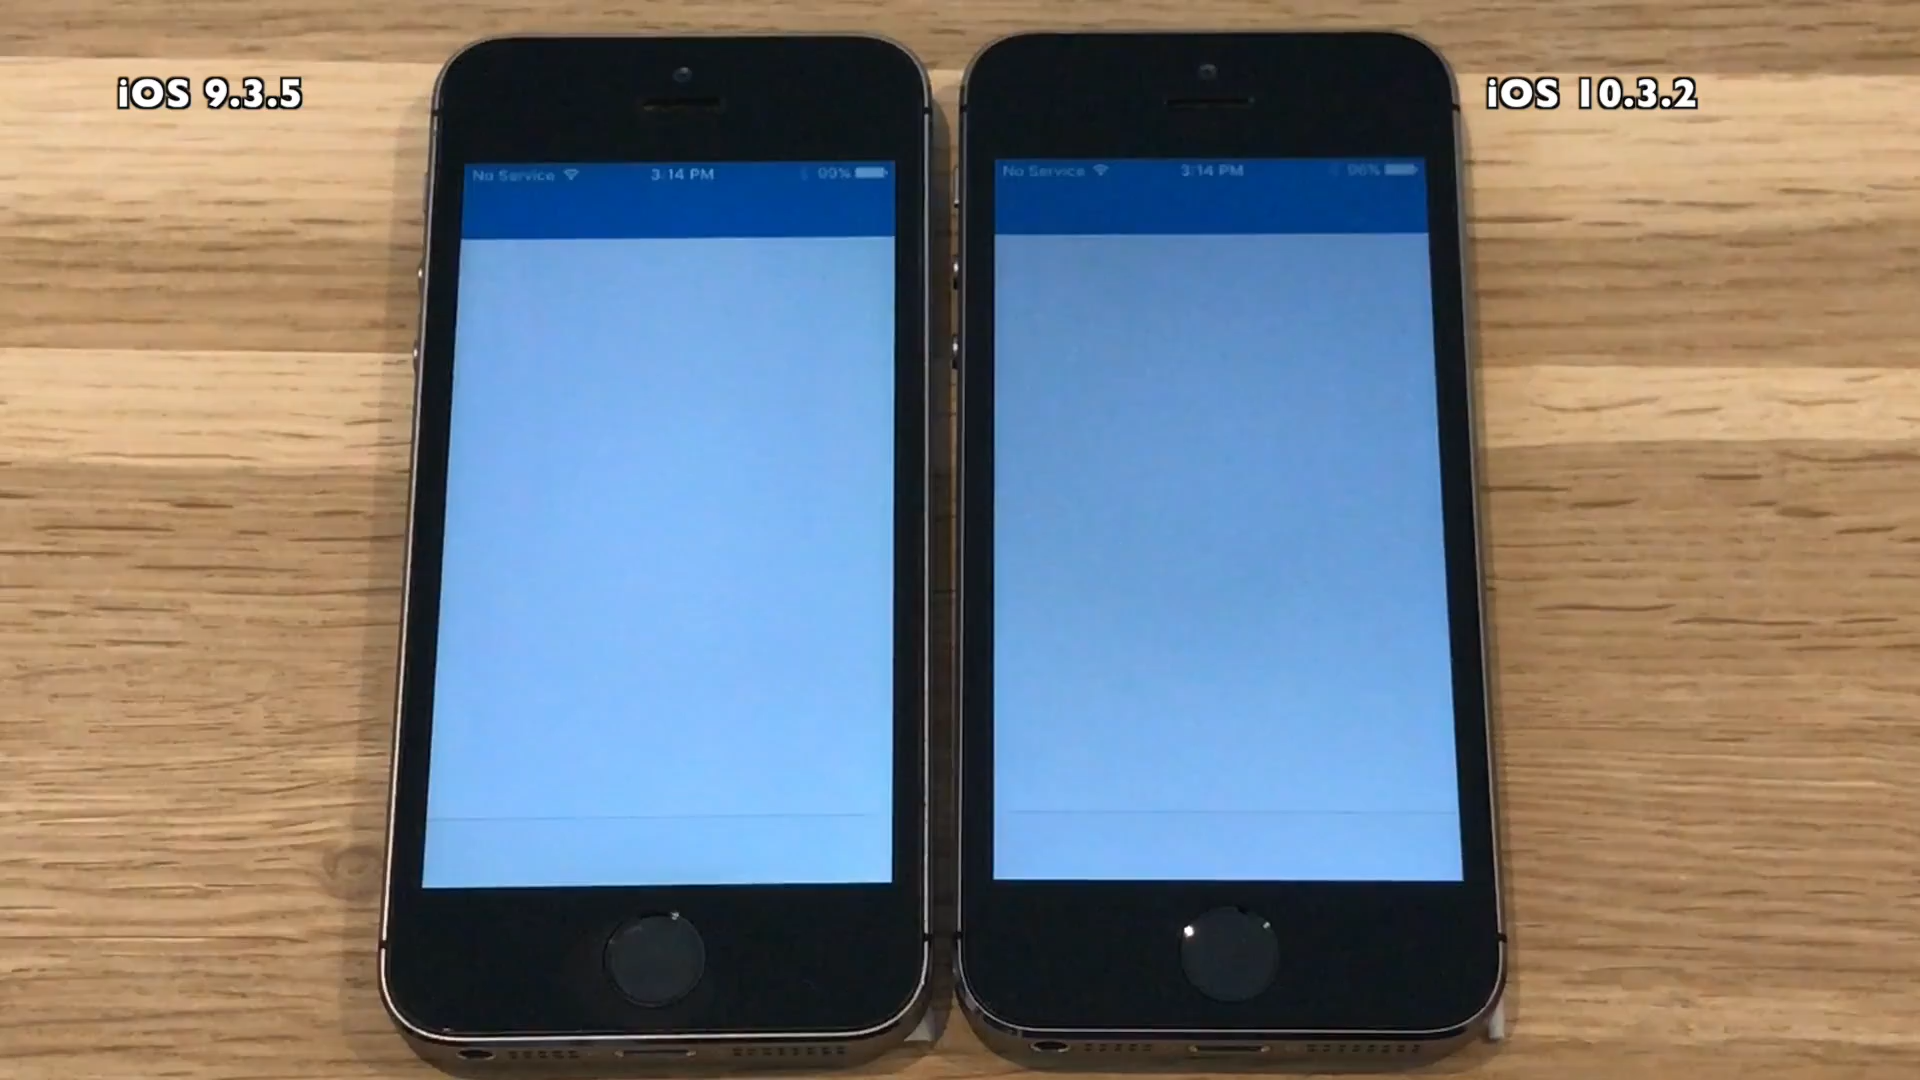 iOS 9.3.5
iOS 10.3.2
No Service 3:14 PM 99%
No Service 3:14 PM 96%